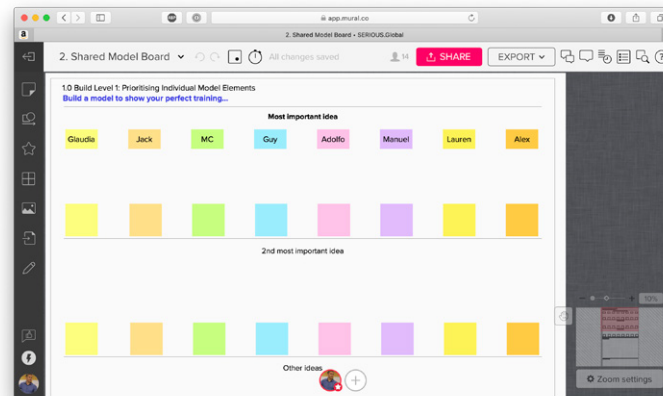 app.mural.co
a
2. Shared Model Board • SERIOUS.Global
2. Shared Model Board
All changes saved
14
SHARE
EXPORT
1.0 Build Level 1: Prioritising Individual Model Elements
Build a model to show your perfect training...
Most important idea
Glaudia Jack MC Guy Adolfo Manuel Lauren Alex
2nd most important idea
10%
Other ideas
Zoom settings